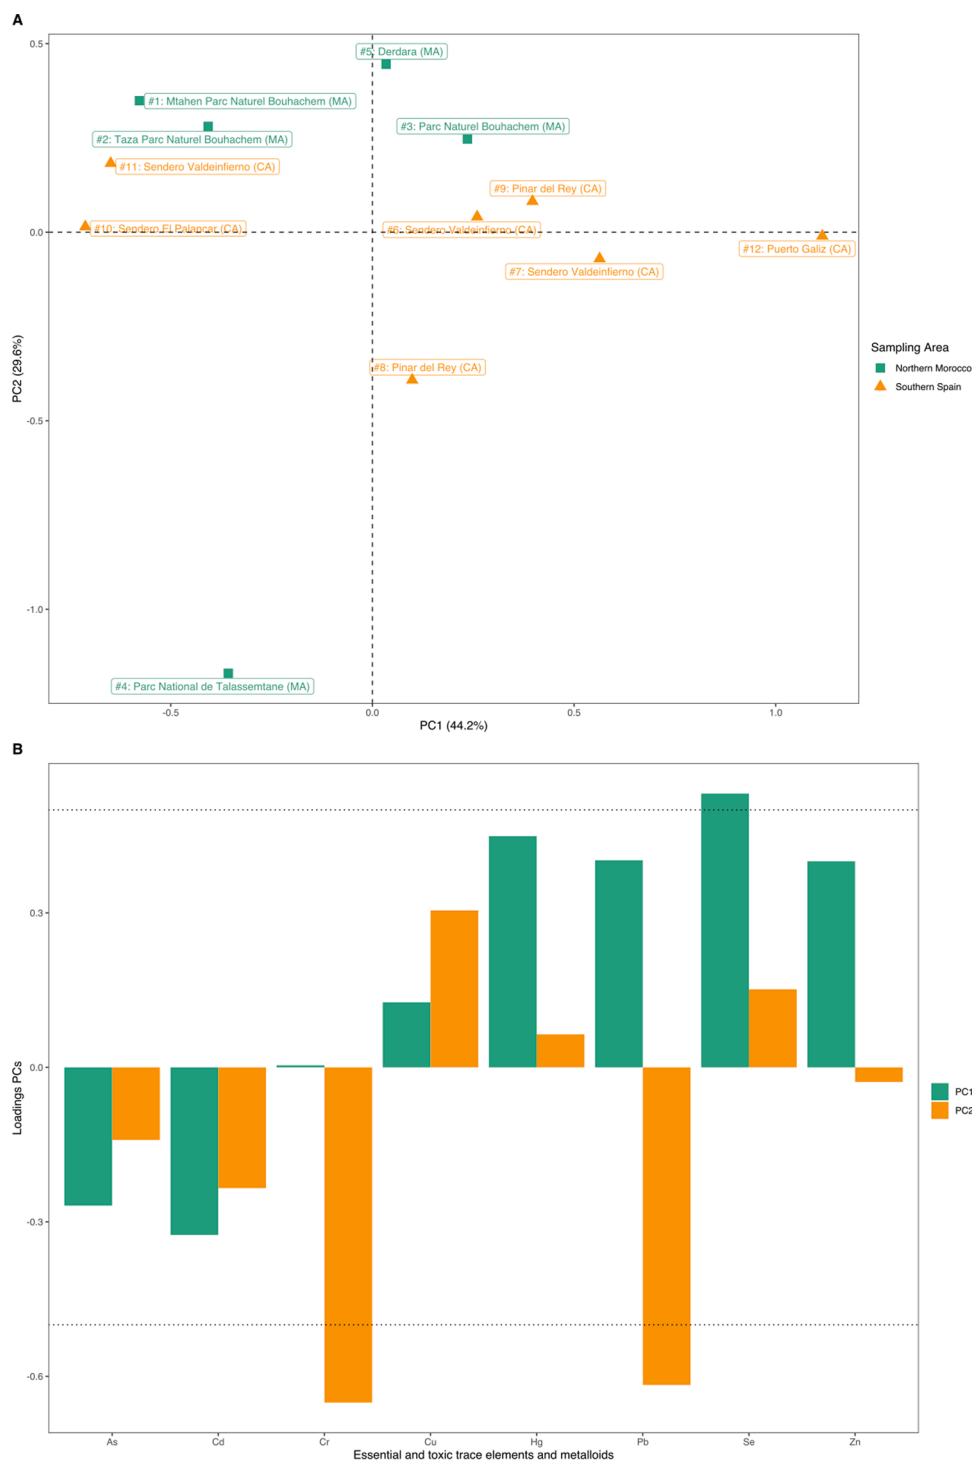 A
0.5
0.0
-0.5
-1.0
PC2 (29.6%)
#5: Derdara (MA)
#1: Mtahen Parc Naturel Bouhachem (MA)
#3: Parc Naturel Bouhachem (MA)
#2: Taza Parc Naturel Bouhachem (MA)
#11: Sendero Valdeinfierno (CA)
#9: Pinar del Rey (CA)
#10: Sendero El Palancar (CA)
#6: Sendero Valdeinfierno (CA)
#12: Puerto Galiz (CA)
#7: Sendero Valdeinfierno (CA)
#8: Pinar del Rey (CA)
#4: Parc National de Talassemtane (MA)
Sampling Area
Northern Morocco
Southern Spain
-0.5 0.0 0.5 1.0
PC1 (44.2%)
B
0.3
0.0
-0.3
-0.6
Loadings PCs
PC1
PC2
As Cd Cr Cu Hg Pb Se Zn
Essential and toxic trace elements and metalloids